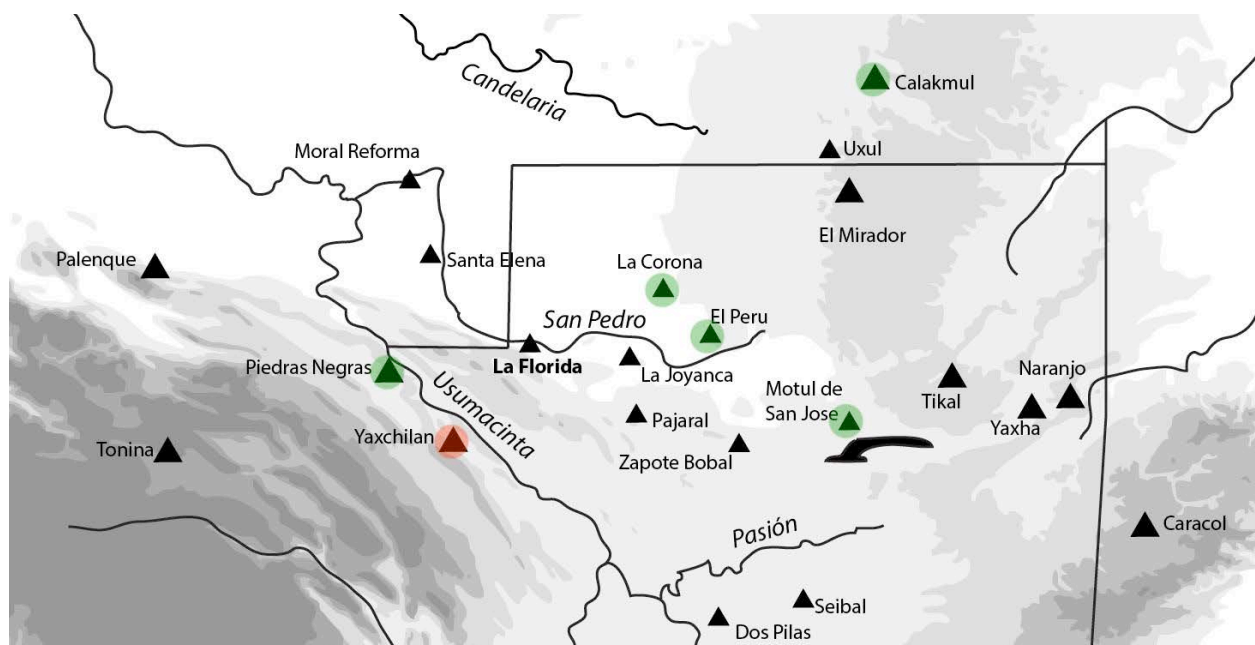 Candelaria
Calakmul
Moral Reforma
Uxul
El Mirador
Palenque
Santa Elena
La Corona
San Pedro
El Peru
La Florida
La Joyanca
Piedras Negras
Usumacinta
Motul de
San Jose
Tikal
Naranjo
Yaxha
Pajaral
Yaxchilan
Tonina
Zapote Bobal
Pasión
Caracol
Seibal
Dos Pilas